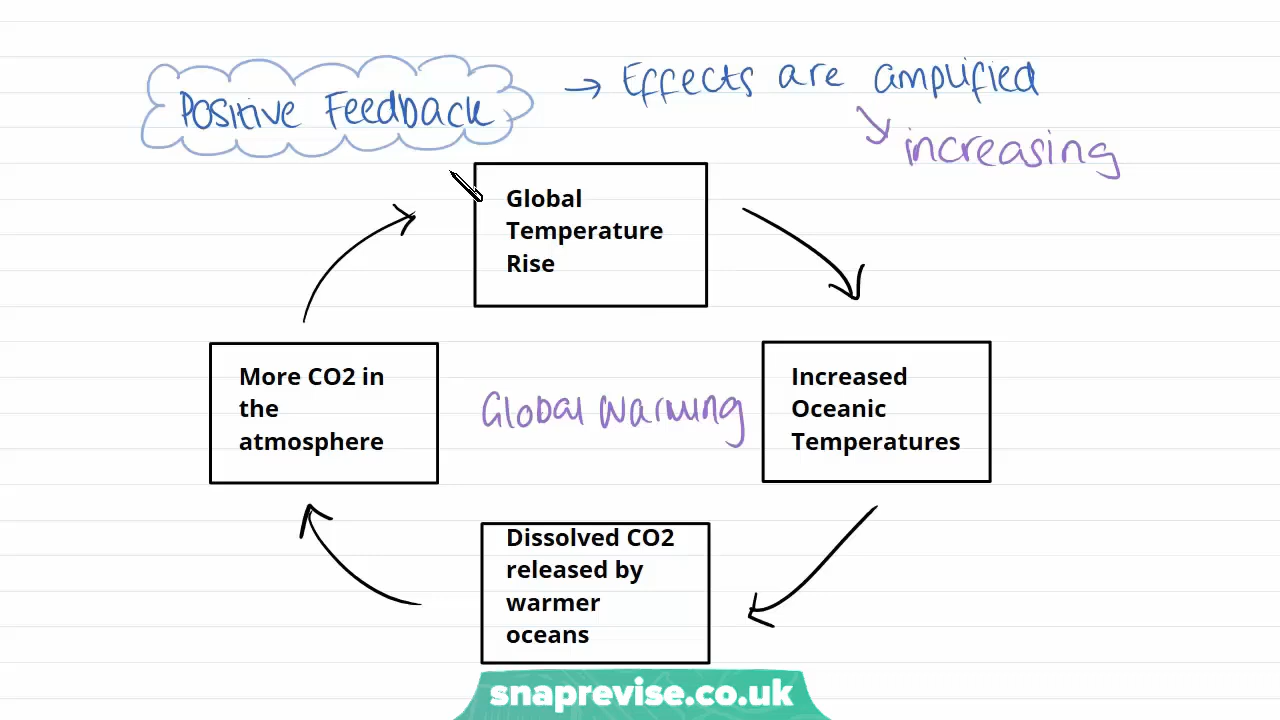 Positive Feedback → Effects are amplified
increasing
Global
Temperature
Rise
More CO2 in
the
atmosphere
Global Warming
Increased
Oceanic
Temperatures
Dissolved CO2
released by
warmer
oceans
snaprevise.co.uk